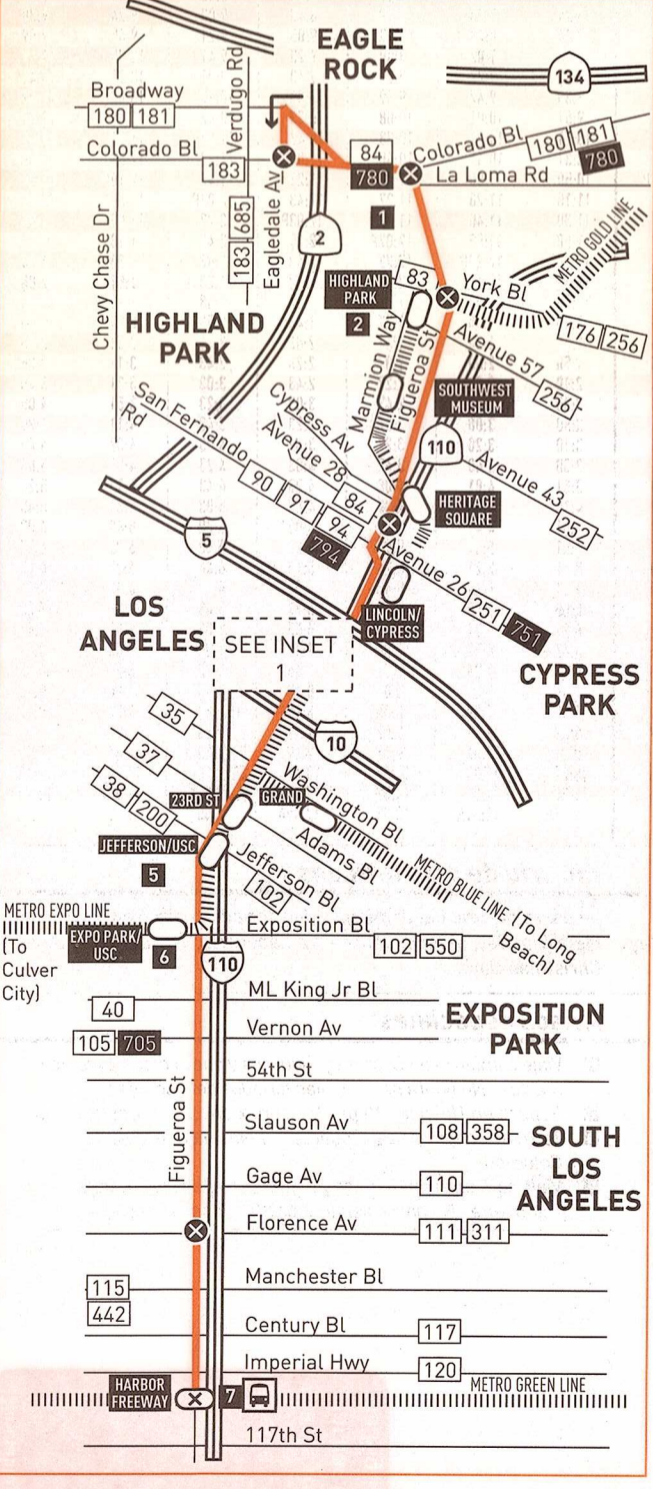 EAGLE
ROCK
134
Broadway
180 181
Verdugo Rd
Colorado Bl
183
84
780
Colorado Bl
180 181
780
La Loma Rd
1
Eagledale Av
2
183 685
Chevy Chase Dr
METRO GOLD LINE
HIGHLAND
PARK
2
83
York Bl
176 256
HIGHLAND
PARK
Marmion Way
Figueroa St
Avenue 57
256
SOUTHWEST
MUSEUM
110
Cypress Av
Avenue 28
84
San Fernando
Rd
90 91 94
794
Avenue 43
252
HERITAGE
SQUARE
5
Avenue 26
251 751
LINCOLN/
CYPRESS
LOS
ANGELES
SEE INSET
1
CYPRESS
PARK
35
10
37
38 200
23RD ST
GRAND
Washington Bl
Adams Bl
METRO BLUE LINE (To Long
Beach)
JEFFERSON/USC
5
Jefferson Bl
102
METRO EXPO LINE
(To
Culver
City)
EXPO PARK/
USC
6
Exposition Bl
102 550
110
ML King Jr Bl
40
EXPOSITION
PARK
Vernon Av
105 705
54th St
Figueroa St
Slauson Av
108 358
SOUTH
LOS
ANGELES
Gage Av
110
Florence Av
111 311
Manchester Bl
115
442
Century Bl
117
Imperial Hwy
120
HARBOR
FREEWAY
7
METRO GREEN LINE
117th St